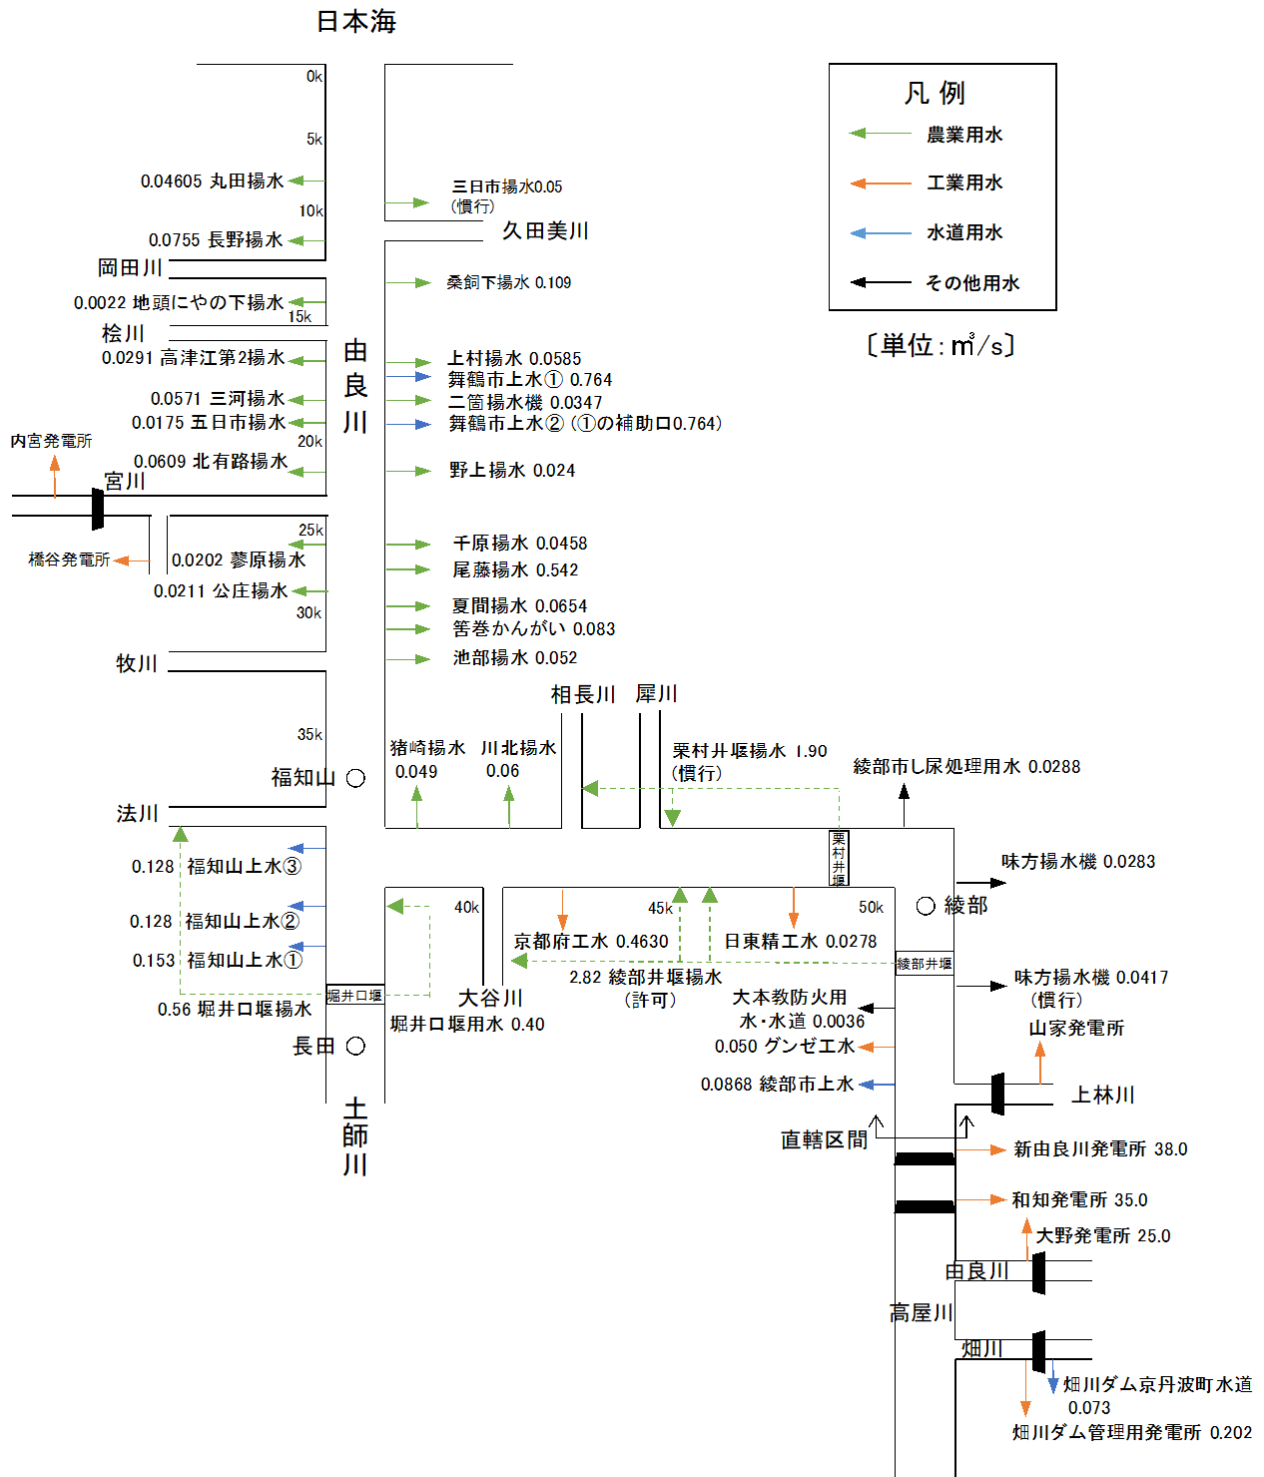 日本海
0k
凡例
農業用水
工業用水
水道用水
その他用水
〔単位:㎥/s〕
5k
0.04605 丸田揚水
三日市揚水0.05
(慣行)
10k
0.0755 長野揚水
久田美川
岡田川
桑飼下揚水 0.109
0.0022 地頭にやの下揚水
15k
桧川
由良川
0.0291 高津江第2揚水
上村揚水 0.0585
舞鶴市上水① 0.764
0.0571 三河揚水
二箇揚水機 0.0347
0.0175 五日市揚水
舞鶴市上水② (①の補助口0.764)
内宮発電所
20k
0.0609 北有路揚水
野上揚水 0.024
宮川
25k
橋谷発電所
0.0202 蓼原揚水
千原揚水 0.0458
尾藤揚水 0.542
0.0211 公庄揚水
30k
夏間揚水 0.0654
筈巻かんがい 0.083
牧川
池部揚水 0.052
相長川
犀川
35k
猪崎揚水
0.049
川北揚水
0.06
栗村井堰揚水 1.90
(慣行)
綾部市し尿処理用水 0.0288
福知山
法川
栗村井堰
0.128 福知山上水③
味方揚水機 0.0283
40k
45k
50k
綾部
0.128 福知山上水②
京都府工水 0.4630
日東精工水 0.0278
0.153 福知山上水①
綾部井堰
2.82 綾部井堰揚水
(許可)
味方揚水機 0.0417
(慣行)
堀井口堰
大谷川
0.56 堀井口堰揚水
堀井口堰用水 0.40
大本教防火用
水・水道 0.0036
山家発電所
長田
0.050 グンゼ工水
0.0868 綾部市上水
上林川
土師川
直轄区間
新由良川発電所 38.0
和知発電所 35.0
大野発電所 25.0
由良川
高屋川
畑川
畑川ダム京丹波町水道
0.073
畑川ダム管理用発電所 0.202